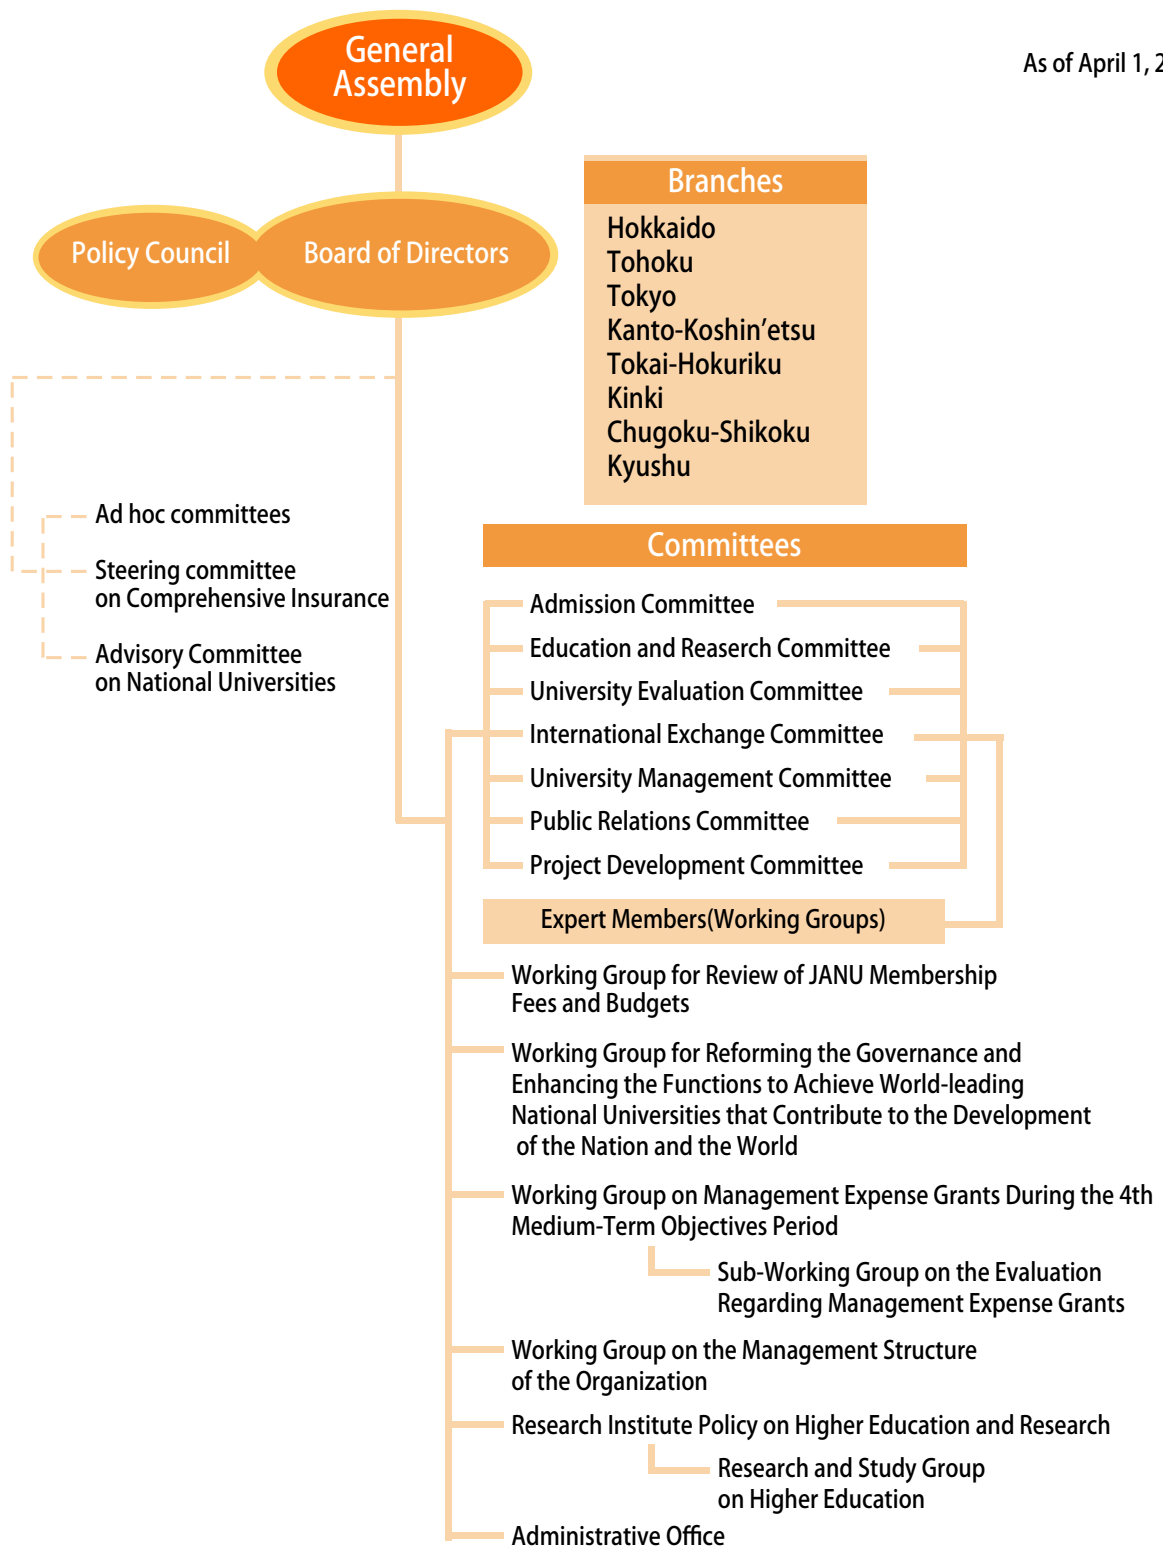 General
Assembly
As of April 1, 2
Policy Council
Board of Directors
Branches
Hokkaido
Tohoku
Tokyo
Kanto-Koshin’etsu
Tokai-Hokuriku
Kinki
Chugoku-Shikoku
Kyushu
Ad hoc committees
Steering committee
on Comprehensive Insurance
Advisory Committee
on National Universities
Committees
Admission Committee
Education and Reaserch Committee
University Evaluation Committee
International Exchange Committee
University Management Committee
Public Relations Committee
Project Development Committee
Expert Members(Working Groups)
Working Group for Review of JANU Membership
Fees and Budgets
Working Group for Reforming the Governance and
Enhancing the Functions to Achieve World-leading
National Universities that Contribute to the Development
of the Nation and the World
Working Group on Management Expense Grants During the 4th
Medium-Term Objectives Period
Sub-Working Group on the Evaluation
Regarding Management Expense Grants
Working Group on the Management Structure
of the Organization
Research Institute Policy on Higher Education and Research
Research and Study Group
on Higher Education
Administrative Office